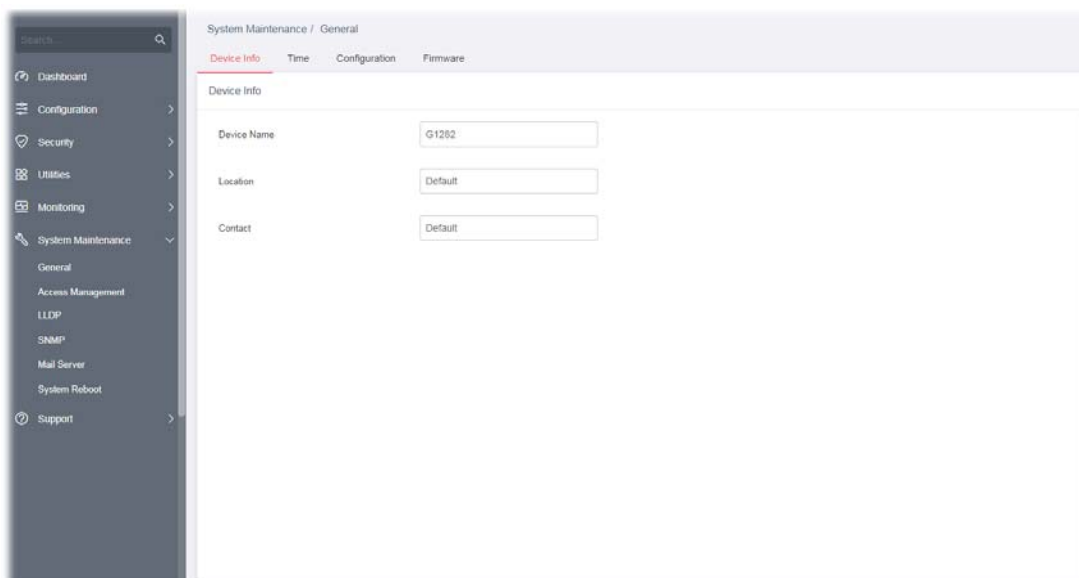 Search...
Dashboard
Configuration
Security
Utilities
Monitoring
System Maintenance
General
Access Management
LLDP
SNMP
Mail Server
System Reboot
Support
System Maintenance / General
Device Info Time Configuration Firmware
Device Info
Device Name G1282
Location Default
Contact Default